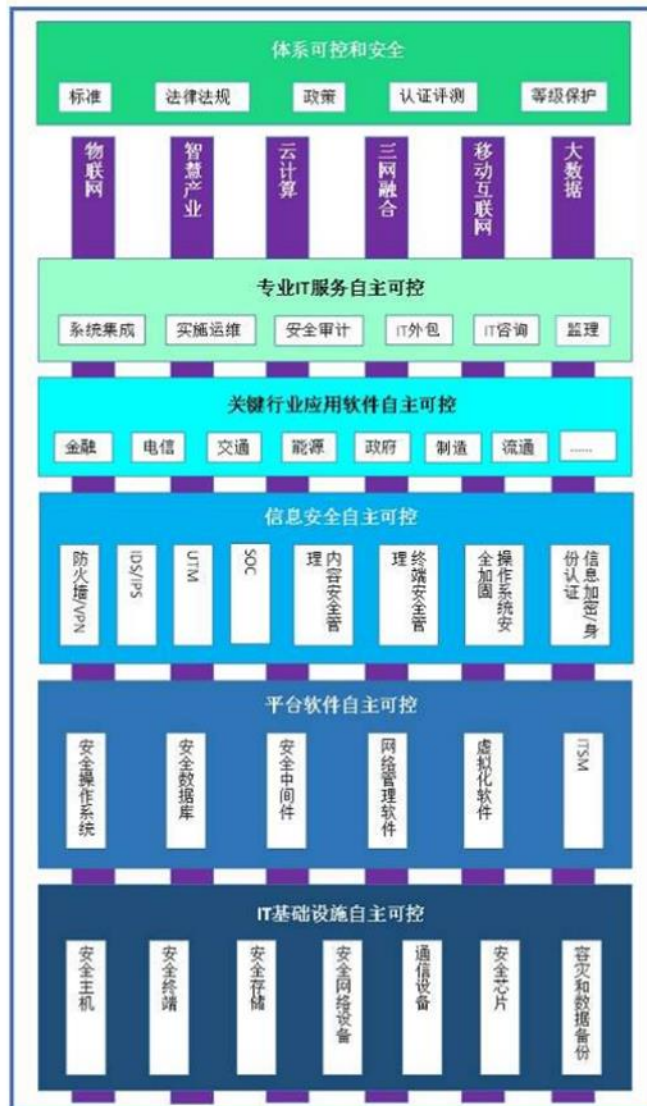 体系可控和安全
标准
法律法规
政策
认证评测
等级保护
物联网
智慧产业
云计算
三网融合
移动互联网
大数据
专业IT服务自主可控
系统集成
实施运维
安全审计
IT外包
IT咨询
监理
关键行业应用软件自主可控
金融
电信
交通
能源
政府
制造
流通
......
信息安全自主可控
防火墙/VPN
IDS/IPS
UTM
SOC
内容安全管
理
终端安全管
理
操作系统安
全加固
信息加密/身
份认证
平台软件自主可控
安全操作系统
安全数据库
安全中间件
网络管理软件
虚拟化软件
ITSM
IT基础设施自主可控
安全主机
安全终端
安全存储
安全网络设备
通信设备
安全芯片
容灾和数据备份